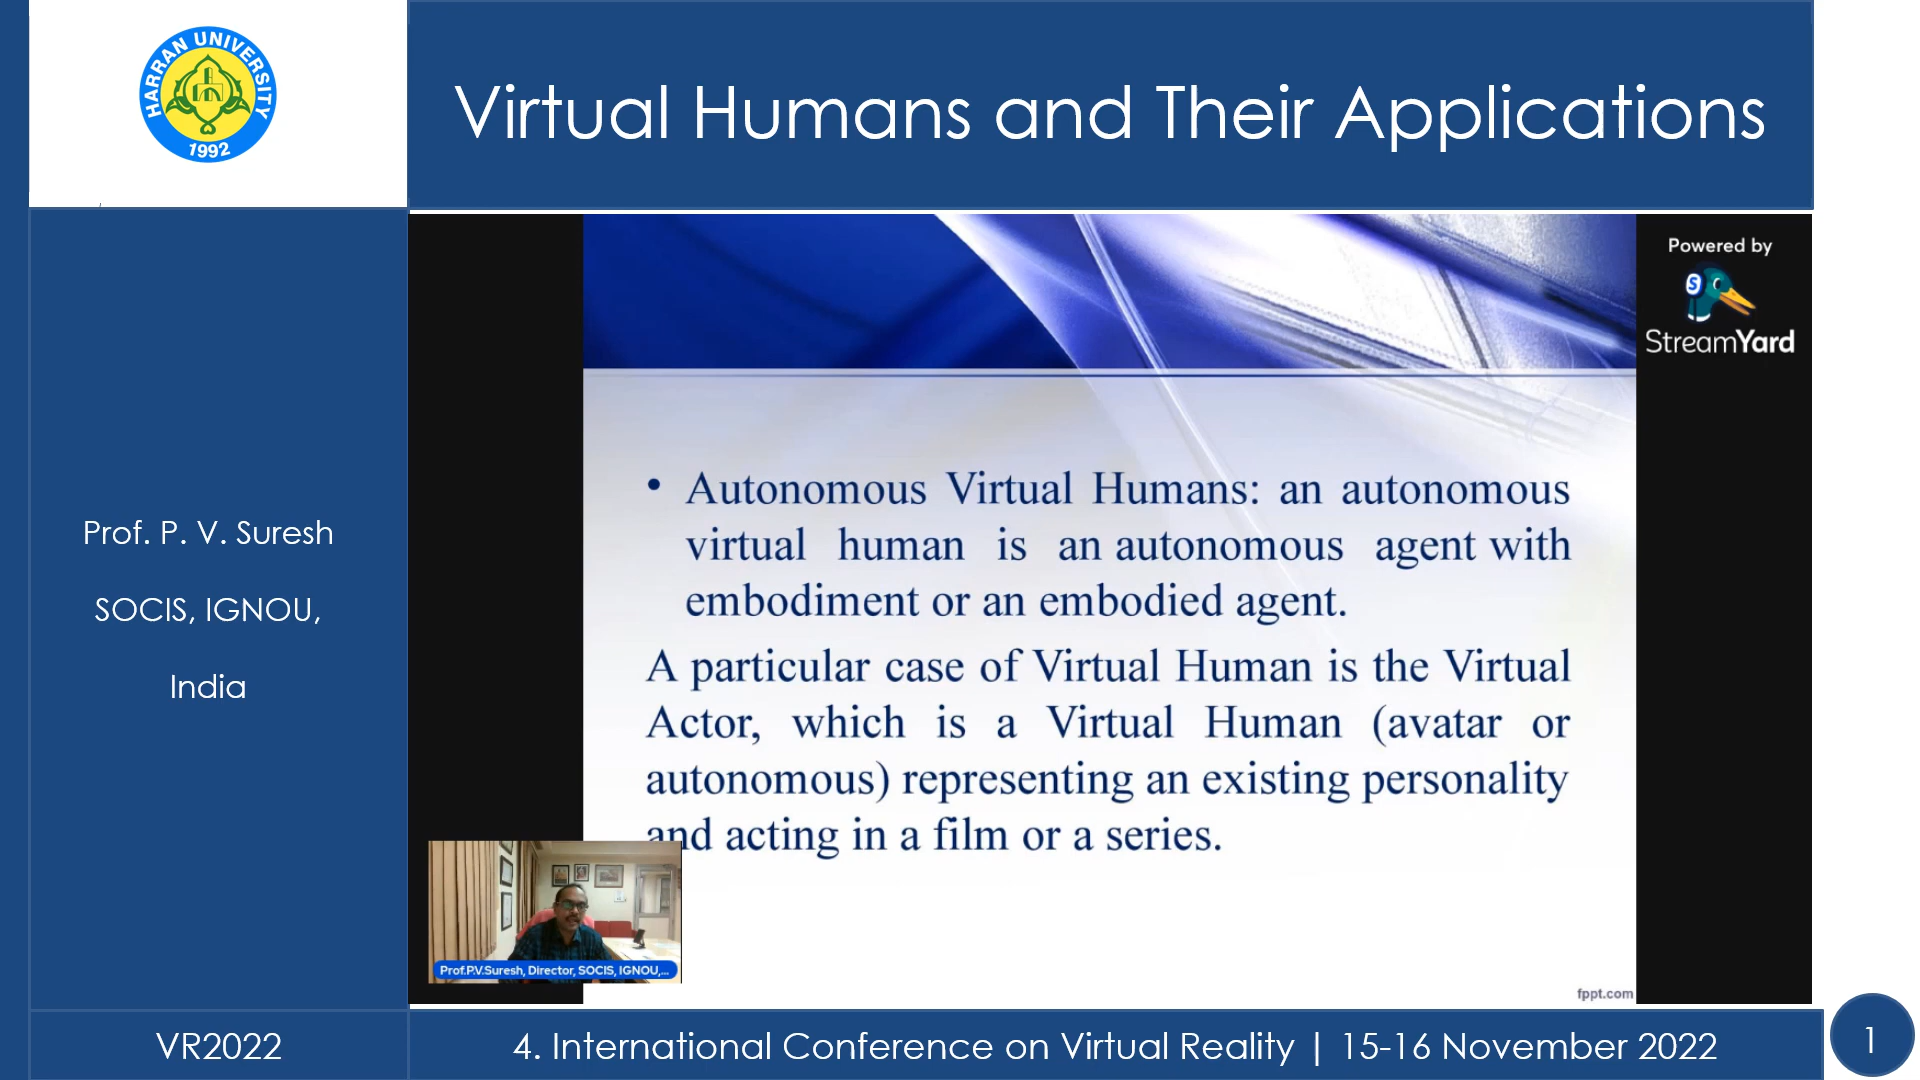 HARRAN UNIVERSITY
1992
Virtual Humans and Their Applications
Prof. P. V. Suresh
SOCIS, IGNOU,
India
Powered by
S
StreamYard
• Autonomous Virtual Humans: an autonomous
virtual human is an autonomous agent with
embodiment or an embodied agent.
A particular case of Virtual Human is the Virtual
Actor, which is a Virtual Human (avatar or
autonomous) representing an existing personality
and acting in a film or a series.
Prof.P.V.Suresh, Director, SOCIS, IGNOU,...
fppt.com
VR2022
4. International Conference on Virtual Reality | 15-16 November 2022
1